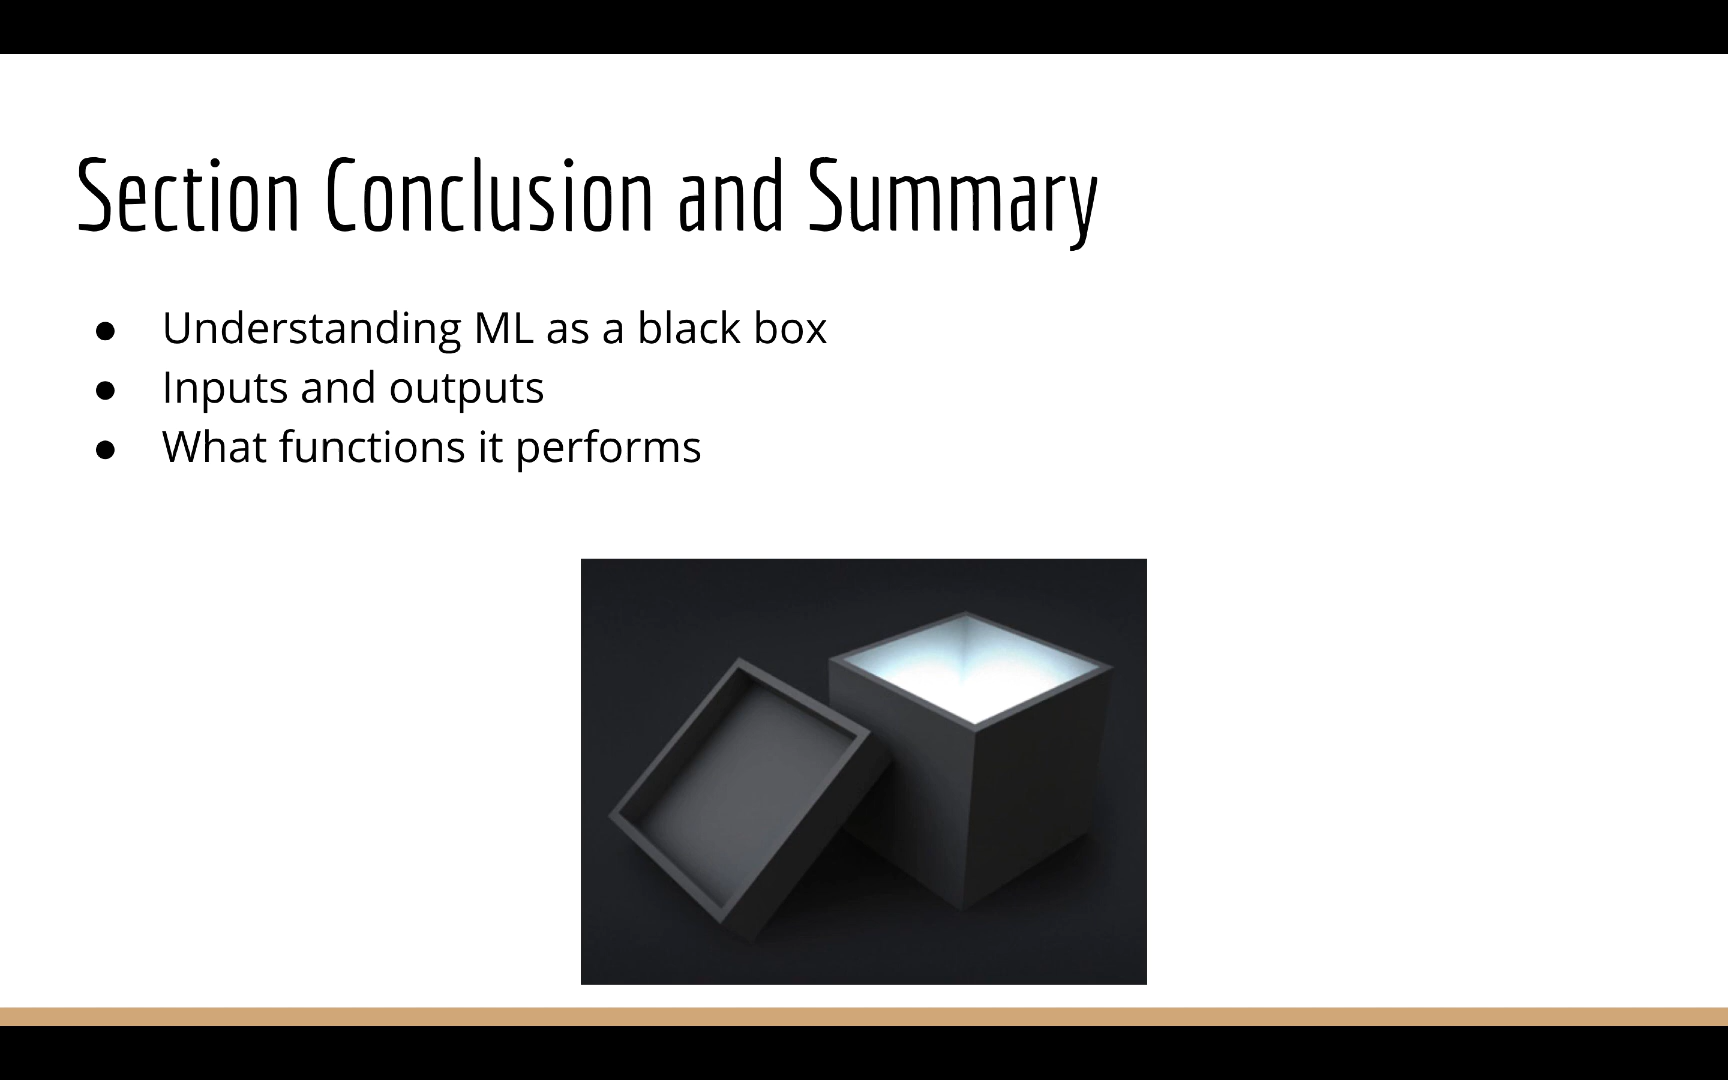 Section Conclusion and Summary
● Understanding ML as a black box
● Inputs and outputs
● What functions it performs